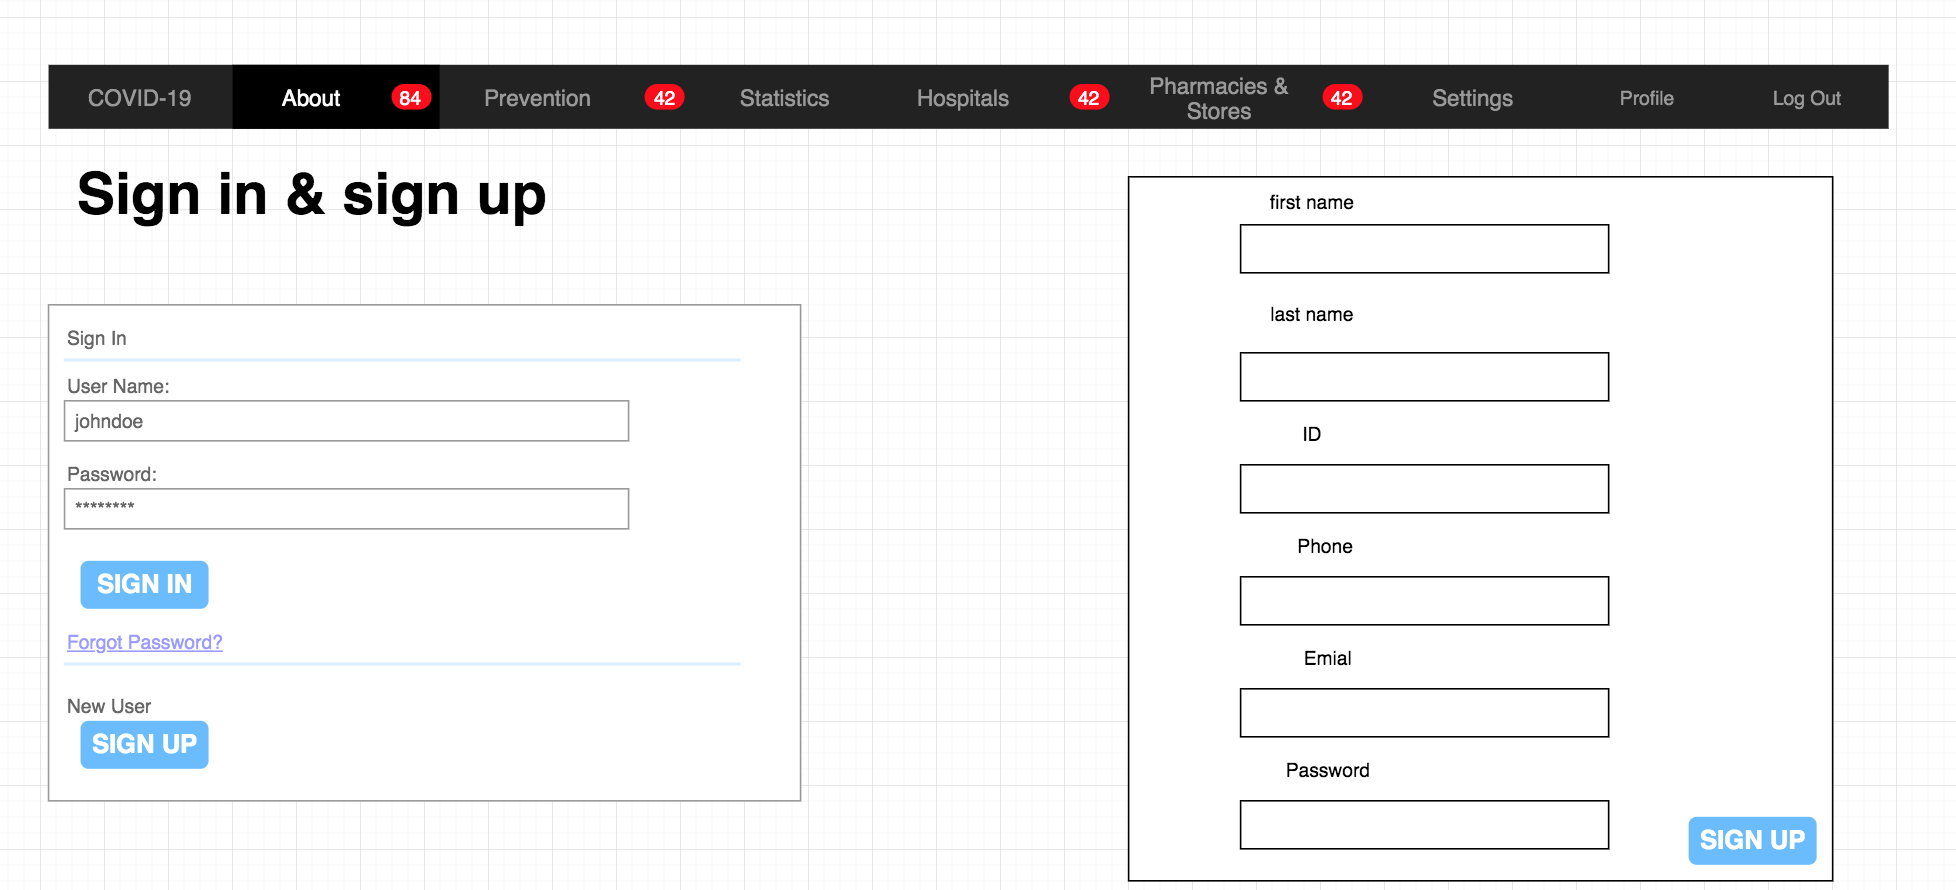 COVID-19
About 84
Prevention 42
Statistics
Hospitals 42
Pharmacies &
Stores 42
Settings
Profile
Log Out
Sign in & sign up
Sign In
User Name:
johndoe
Password:
********
SIGN IN
Forgot Password?
New User
SIGN UP
first name
last name
ID
Phone
Emial
Password
SIGN UP